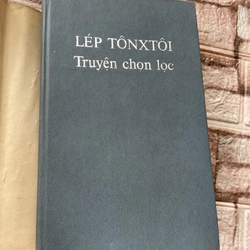 LÉP TÔNXTÔI
Truyện chọn lọc